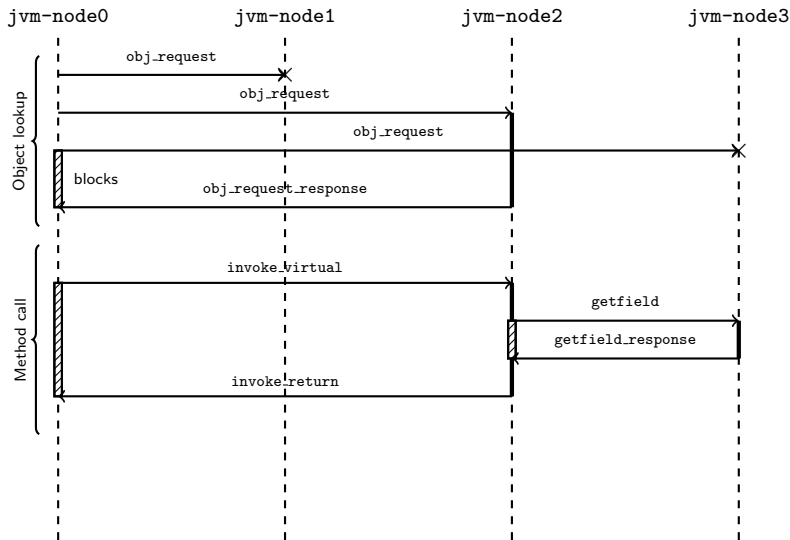 jvm-node0 jvm-node1 jvm-node2 jvm-node3
obj_request
obj_request
obj_request
Object lookup
blocks
obj_request_response
invoke_virtual
getfield
Method call
getfield_response
invoke_return